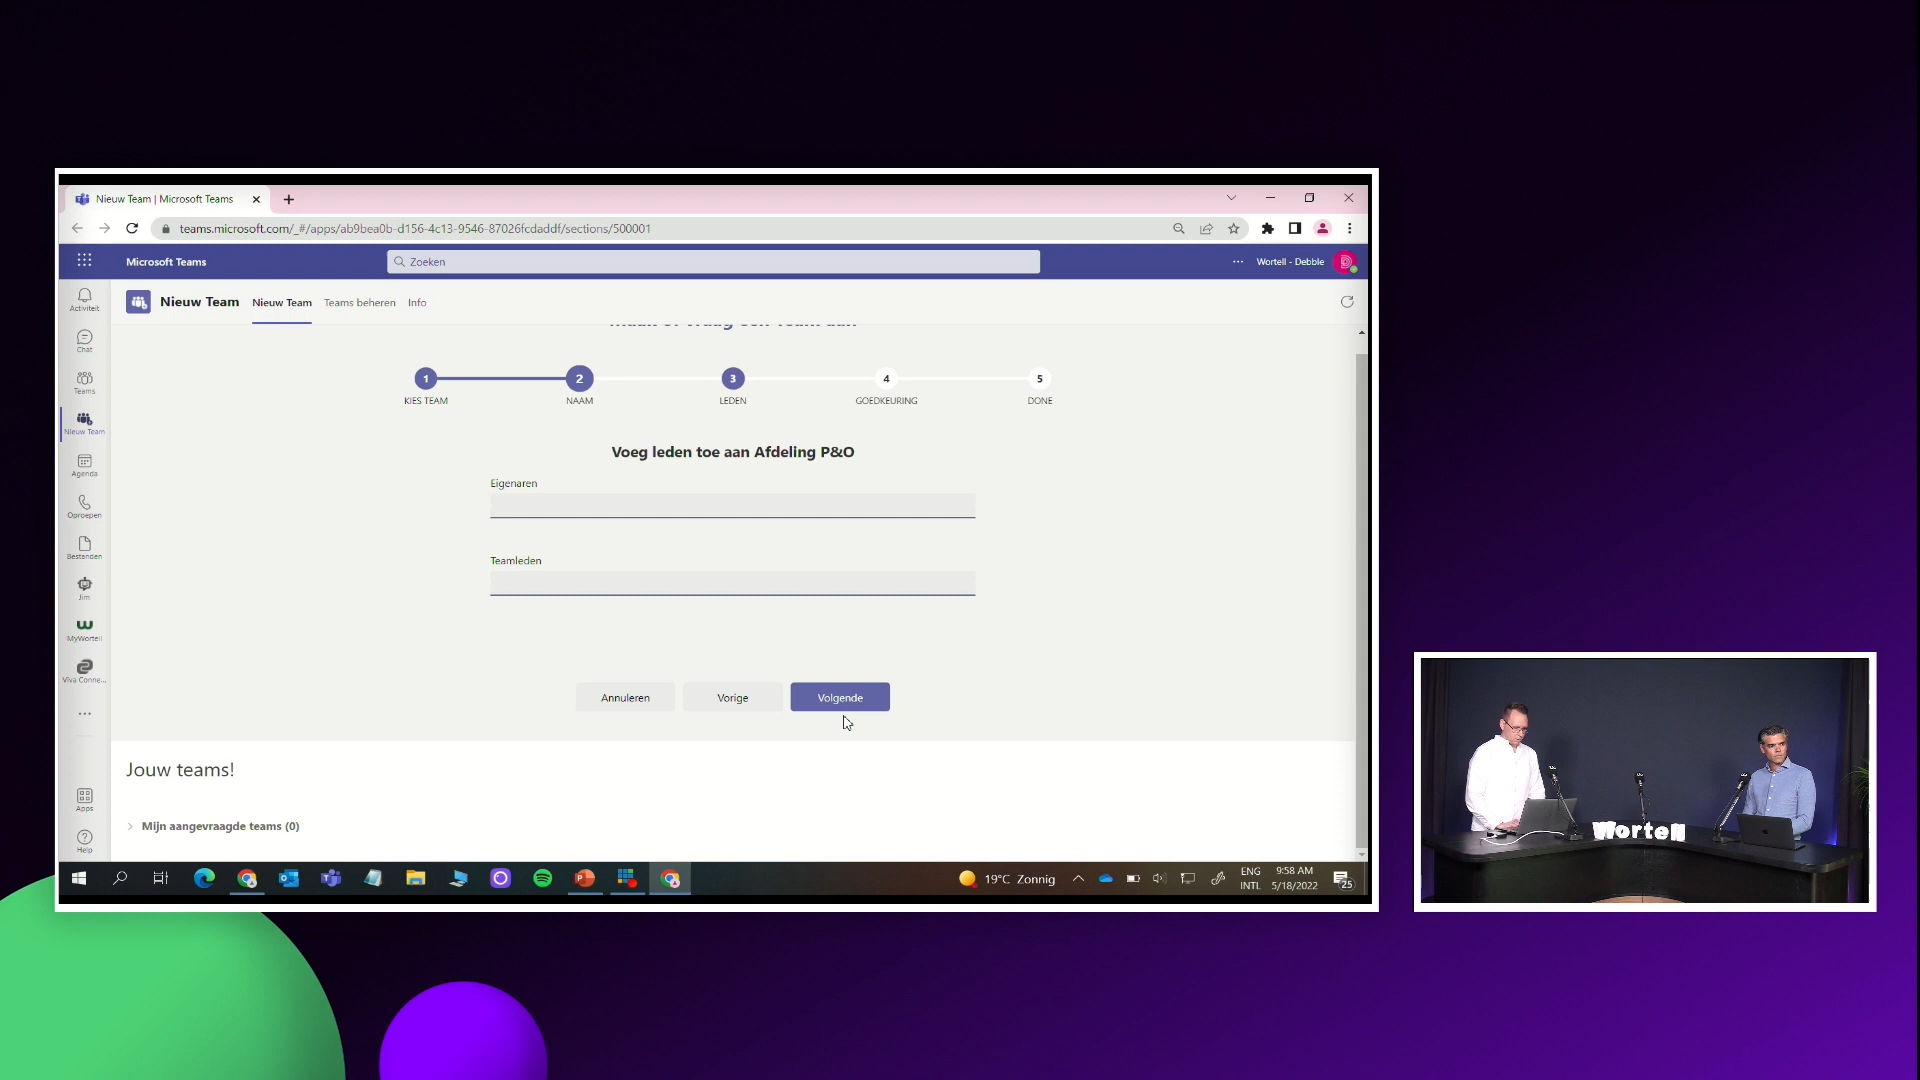 Nieuw Team | Microsoft Teams
teams.microsoft.com/_#/apps/ab9bea0b-d156-4c13-9546-87026fcdaddf/sections/500001
Microsoft Teams
Zoeken
Wortell - Debble
Nieuw Team
Nieuw Team
Teams beheren
Info
Activiteit
Chat
Teams
Nieuw Team
Agenda
Oproepen
Bestanden
Jim
MyWortell
Viva Conne...
Apps
Help
1
2
3
4
5
KIES TEAM
NAAM
LEDEN
GOEDKEURING
DONE
Voeg leden toe aan Afdeling P&O
Eigenaren
Teamleden
Annuleren
Vorige
Volgende
Jouw teams!
Mijn aangevraagde teams (0)
19°C Zonnig
ENG
INTL
9:58 AM
5/18/2022
25
Wortell